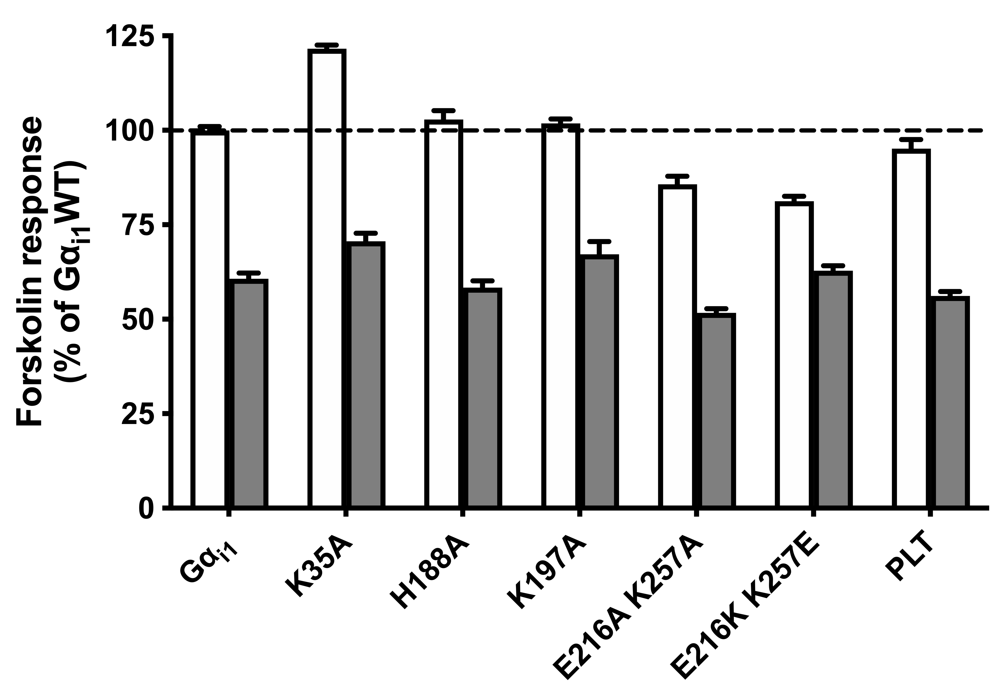 Forskolin response
(% of Gαi1WT)
125
100
75
50
25
0
Gαi1
K35A
H188A
K197A
E216A K257A
E216K K257E
PLT